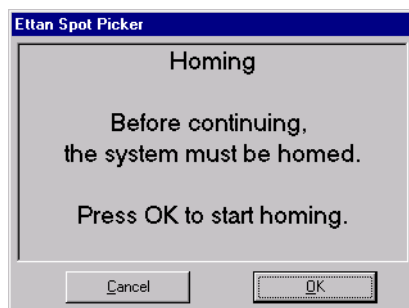 Ettan Spot Picker
Homing
Before continuing,
the system must be homed.
Press OK to start homing.
Cancel
OK